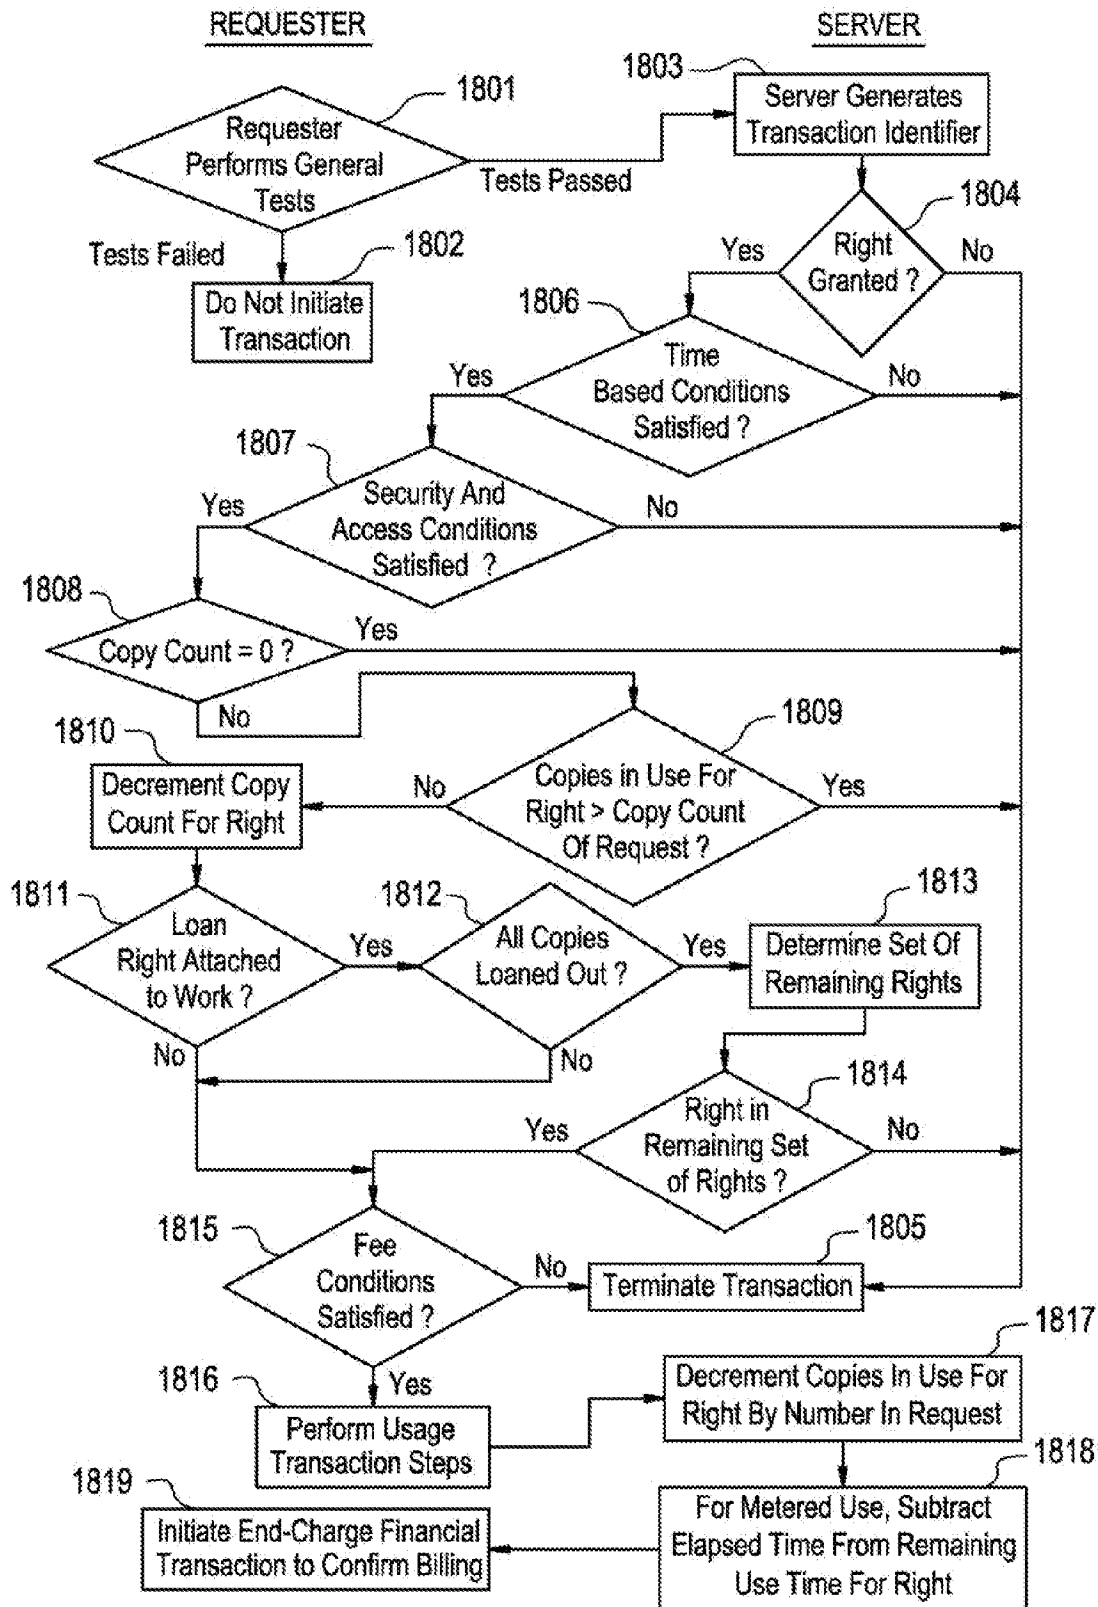 REQUESTER
SERVER
1801
Requester
Performs General
Tests
Tests Passed
Tests Failed
1802
Do Not Initiate
Transaction
1803
Server Generates
Transaction Identifier
1804
Right
Granted ?
Yes
No
1806
Time
Based Conditions
Satisfied ?
Yes
No
1807
Security And
Access Conditions
Satisfied ?
Yes
No
1808
Copy Count = 0 ?
Yes
No
1809
Copies in Use For
Right > Copy Count
Of Request ?
No
Yes
1810
Decrement Copy
Count For Right
1811
Loan
Right Attached
to Work ?
Yes
No
1812
All Copies
Loaned Out ?
Yes
No
1813
Determine Set Of
Remaining Rights
1814
Right in
Remaining Set
of Rights ?
Yes
No
1815
Fee
Conditions
Satisfied ?
No
Yes
1805
Terminate Transaction
1816
Perform Usage
Transaction Steps
1817
Decrement Copies In Use For
Right By Number In Request
1818
For Metered Use, Subtract
Elapsed Time From Remaining
Use Time For Right
1819
Initiate End-Charge Financial
Transaction to Confirm Billing